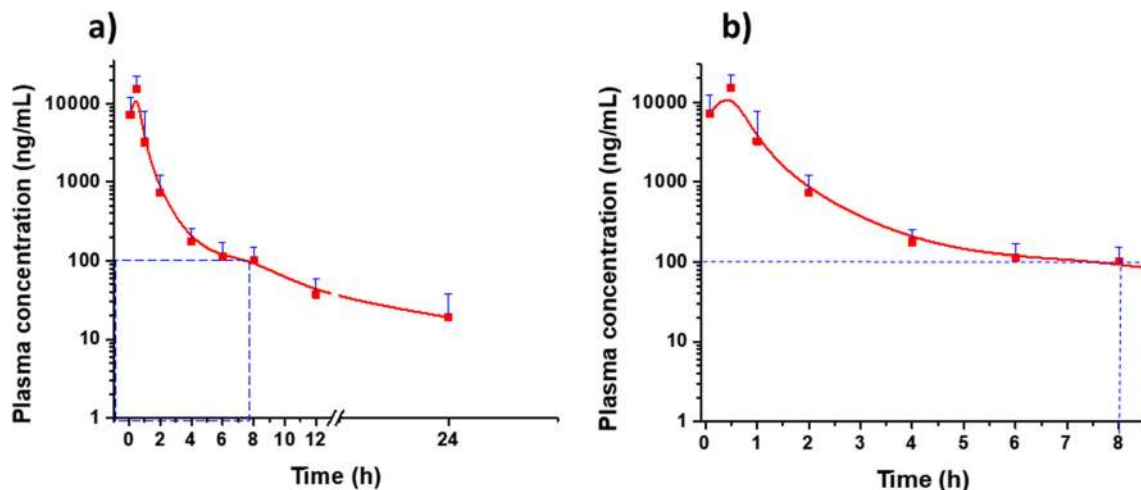 a)
Plasma concentration (ng/mL)
10000
1000
100
10
1
0 2 4 6 8 10 12 24
Time (h)
b)
Plasma concentration (ng/mL)
10000
1000
100
10
1
0 1 2 3 4 5 6 7 8
Time (h)